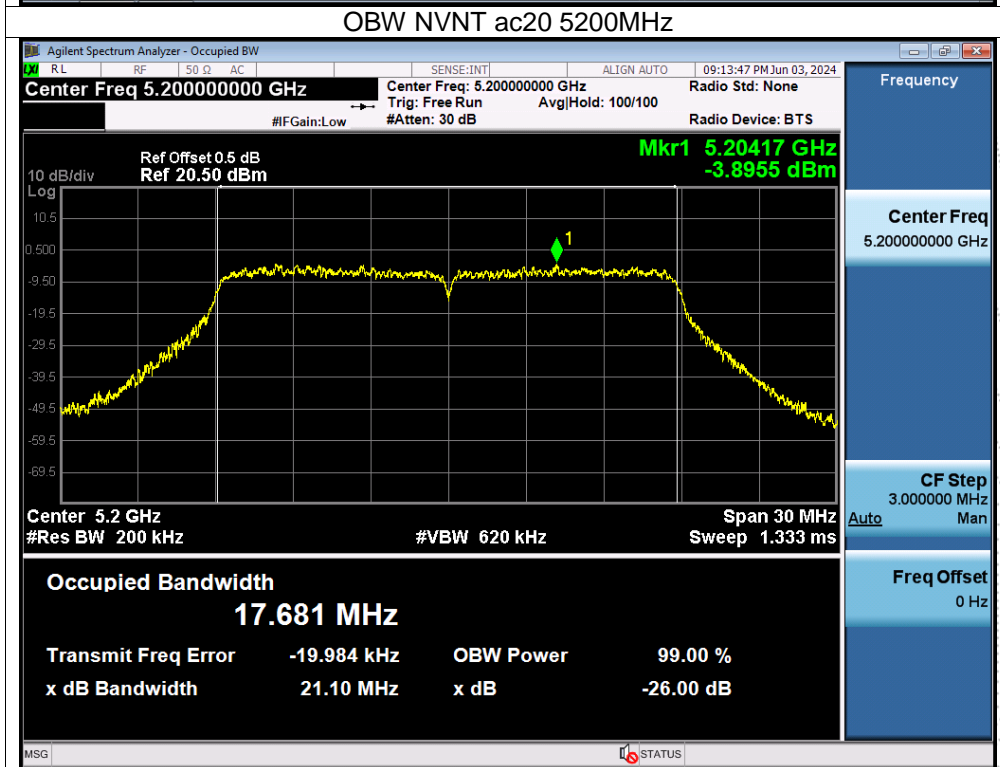 OBW NVNT ac20 5200MHz
Agilent Spectrum Analyzer - Occupied BW
LXI RL RF 50 Ω AC SENSE:INT ALIGN AUTO 09:13:47 PM Jun 03, 2024
Center Freq 5.200000000 GHz
Center Freq: 5.200000000 GHz Radio Std: None
Trig: Free Run Avg|Hold: 100/100
#IFGain:Low #Atten: 30 dB Radio Device: BTS
Frequency
Mkr1 5.20417 GHz
-3.8955 dBm
Ref Offset 0.5 dB
10 dB/div Ref 20.50 dBm
Log
10.5
0.500
-9.50
-19.5
-29.5
-39.5
-49.5
-59.5
-69.5
1
Center Freq
5.200000000 GHz
CF Step
3.000000 MHz
Auto Man
Freq Offset
0 Hz
Center 5.2 GHz Span 30 MHz
#Res BW 200 kHz #VBW 620 kHz Sweep 1.333 ms
Occupied Bandwidth
17.681 MHz
Transmit Freq Error -19.984 kHz OBW Power 99.00 %
x dB Bandwidth 21.10 MHz x dB -26.00 dB
MSG STATUS